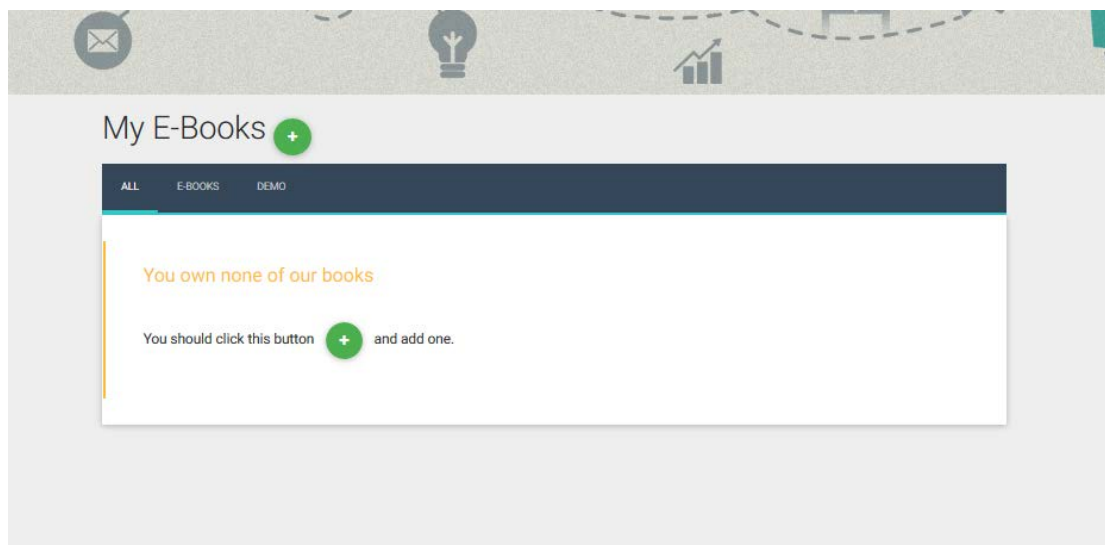 My E-Books +
ALL E-BOOKS DEMO
You own none of our books
You should click this button + and add one.